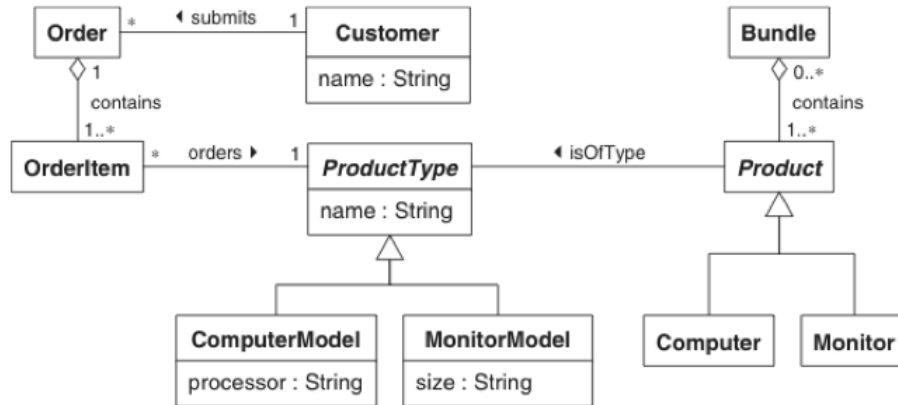 Order
* ◂ submits 1
Customer
name : String
Bundle
1
contains
1..*
0..*
contains
1..*
OrderItem
* orders ▸ 1
ProductType
name : String
◂ isOfType
Product
ComputerModel
processor : String
MonitorModel
size : String
Computer
Monitor